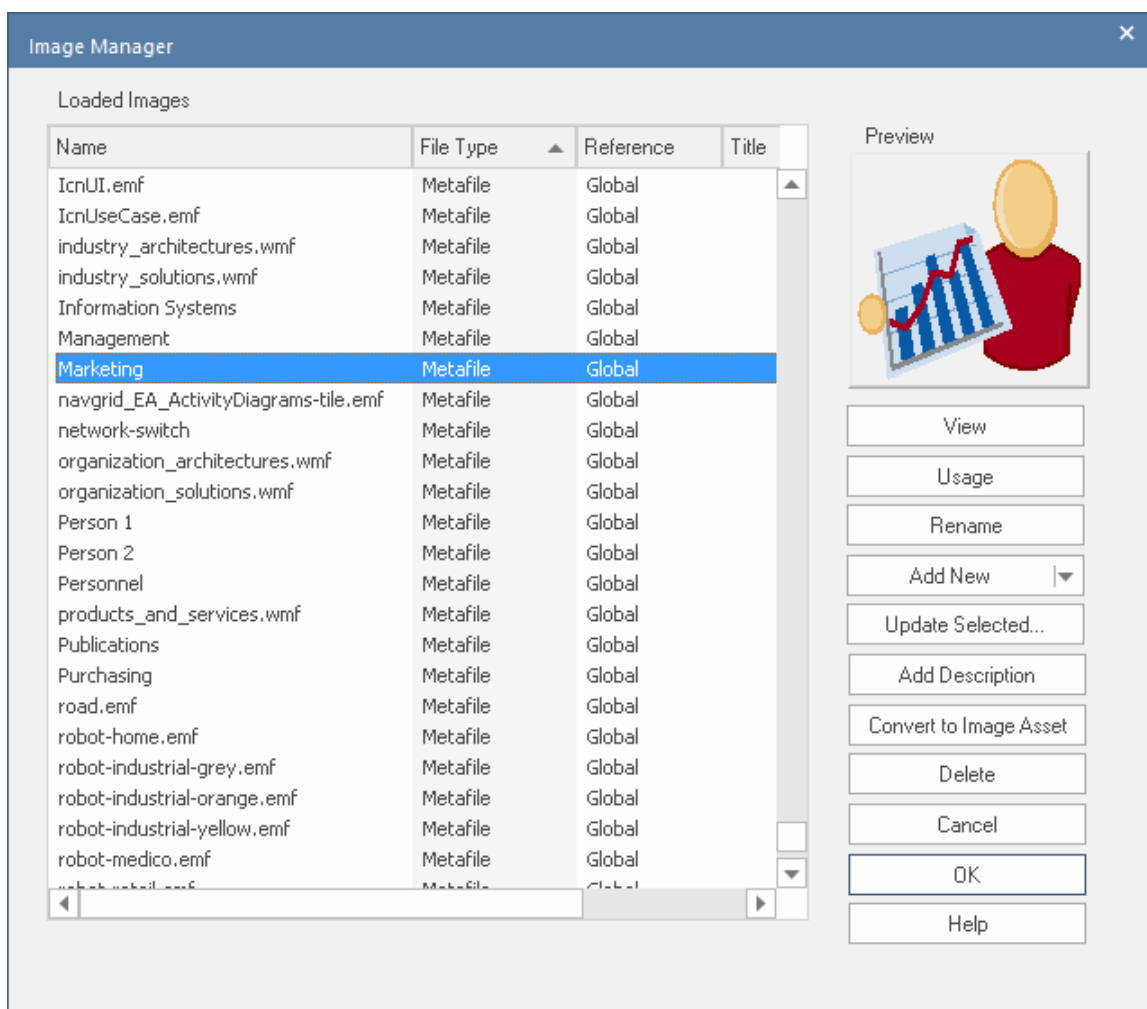 Image Manager
Loaded Images
Name File Type Reference Title
IcnUI.emf Metafile Global
IcnUseCase.emf Metafile Global
industry_architectures.wmf Metafile Global
industry_solutions.wmf Metafile Global
Information Systems Metafile Global
Management Metafile Global
Marketing Metafile Global
navgrid_EA_ActivityDiagrams-tile.emf Metafile Global
network-switch Metafile Global
organization_architectures.wmf Metafile Global
organization_solutions.wmf Metafile Global
Person 1 Metafile Global
Person 2 Metafile Global
Personnel Metafile Global
products_and_services.wmf Metafile Global
Publications Metafile Global
Purchasing Metafile Global
road.emf Metafile Global
robot-home.emf Metafile Global
robot-industrial-grey.emf Metafile Global
robot-industrial-orange.emf Metafile Global
robot-industrial-yellow.emf Metafile Global
robot-medico.emf Metafile Global
Preview
View
Usage
Rename
Add New
Update Selected...
Add Description
Convert to Image Asset
Delete
Cancel
OK
Help